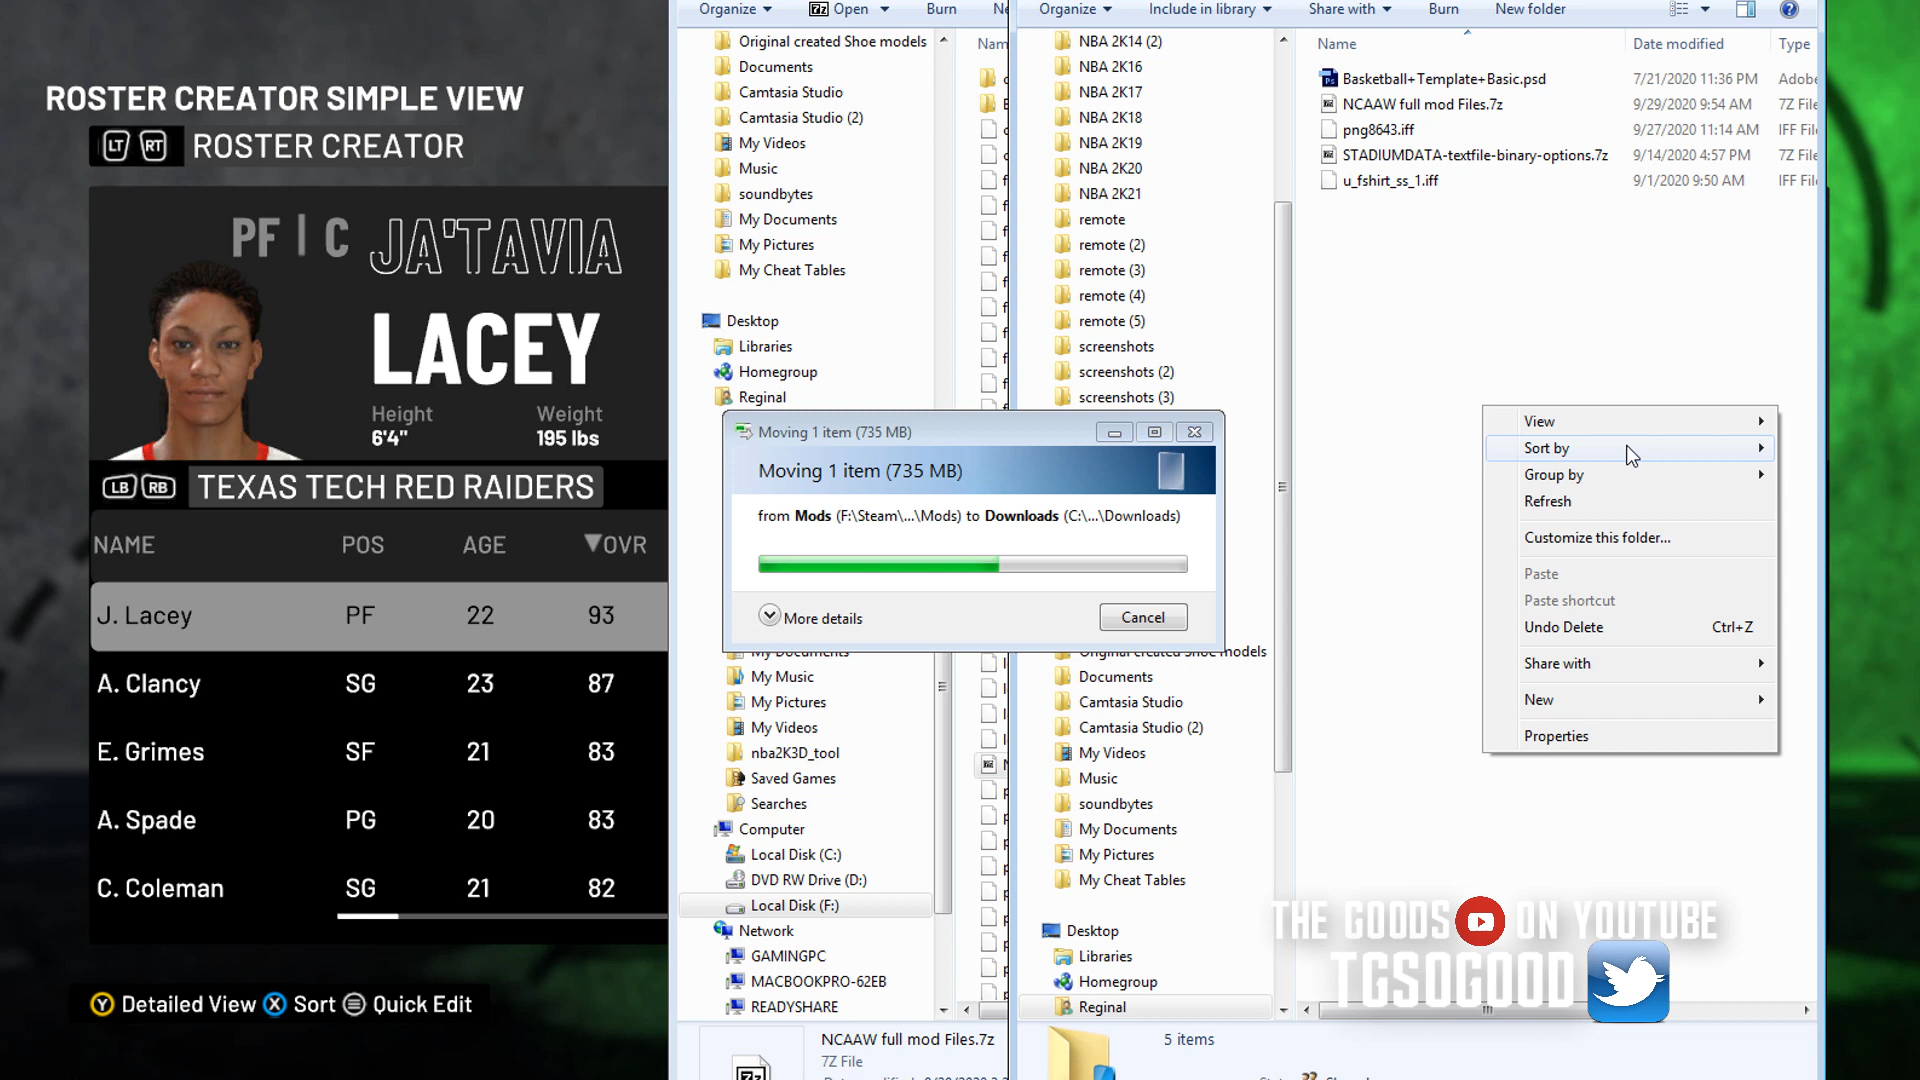 ROSTER CREATOR SIMPLE VIEW
LT RT ROSTER CREATOR
PF | C JA'TAVIA
LACEY
Height Weight
6'4" 195 lbs
LB RB TEXAS TECH RED RAIDERS
NAME POS AGE OVR
J. Lacey PF 22 93
A. Clancy SG 23 87
E. Grimes SF 21 83
A. Spade PG 20 83
C. Coleman SG 21 82
Y Detailed View X Sort Quick Edit
Organize Open Burn
Original created Shoe models
Documents
Camtasia Studio
Camtasia Studio (2)
My Videos
Music
soundbytes
My Documents
My Pictures
My Cheat Tables
Desktop
Libraries
Homegroup
Reginal
Moving 1 item (735 MB)
Moving 1 item (735 MB)
from Mods (F:\Steam\...\Mods) to Downloads (C:\...\Downloads)
More details Cancel
My Music
My Pictures
My Videos
nba2K3D_tool
Saved Games
Searches
Computer
Local Disk (C:)
DVD RW Drive (D:)
Local Disk (F:)
Network
GAMINGPC
MACBOOKPRO-62EB
READYSHARE
NCAAW full mod Files.7z
7Z File
Organize Include in library Share with Burn New folder
NBA 2K14 (2)
NBA 2K16
NBA 2K17
NBA 2K18
NBA 2K19
NBA 2K20
NBA 2K21
remote
remote (2)
remote (3)
remote (4)
remote (5)
screenshots
screenshots (2)
screenshots (3)
Original created Shoe models
Documents
Camtasia Studio
Camtasia Studio (2)
My Videos
Music
soundbytes
My Documents
My Pictures
My Cheat Tables
Desktop
Libraries
Homegroup
Reginal
Name Date modified Type
Basketball+Template+Basic.psd 7/21/2020 11:36 PM Adobe
NCAAW full mod Files.7z 9/29/2020 9:54 AM 7Z File
png8643.iff 9/27/2020 11:14 AM IFF File
STADIUMDATA-textfile-binary-options.7z 9/14/2020 4:57 PM 7Z File
u_fshirt_ss_1.iff 9/1/2020 9:50 AM IFF File
View
Sort by
Group by
Refresh
Customize this folder...
Paste
Paste shortcut
Undo Delete Ctrl+Z
Share with
New
Properties
THE GOODS ON YOUTUBE
TGSOGOOD
5 items